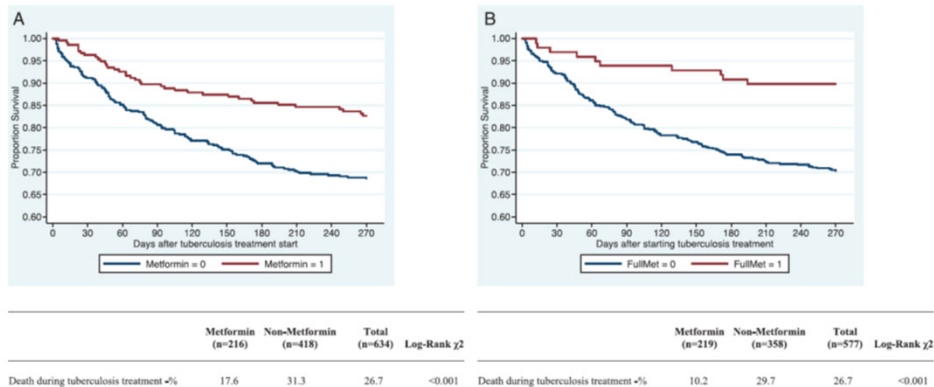 A
1.00
0.95
0.90
0.85
0.80
0.75
0.70
0.65
0.60
Proportion Survival
0 30 60 90 120 150 180 210 240 270
Days after tuberculosis treatment start
Metformin = 0 Metformin = 1
B
1.00
0.95
0.90
0.85
0.80
0.75
0.70
0.65
0.60
Proportion Survival
0 30 60 90 120 150 180 210 240 270
Days after starting tuberculosis treatment
FullMet = 0 FullMet = 1
Metformin Non-Metformin Total
(n=216) (n=418) (n=634) Log-Rank χ2
Death during tuberculosis treatment -% 17.6 31.3 26.7 <0.001
Metformin Non-Metformin Total
(n=219) (n=358) (n=577) Log-Rank χ2
Death during tuberculosis treatment -% 10.2 29.7 26.7 <0.001